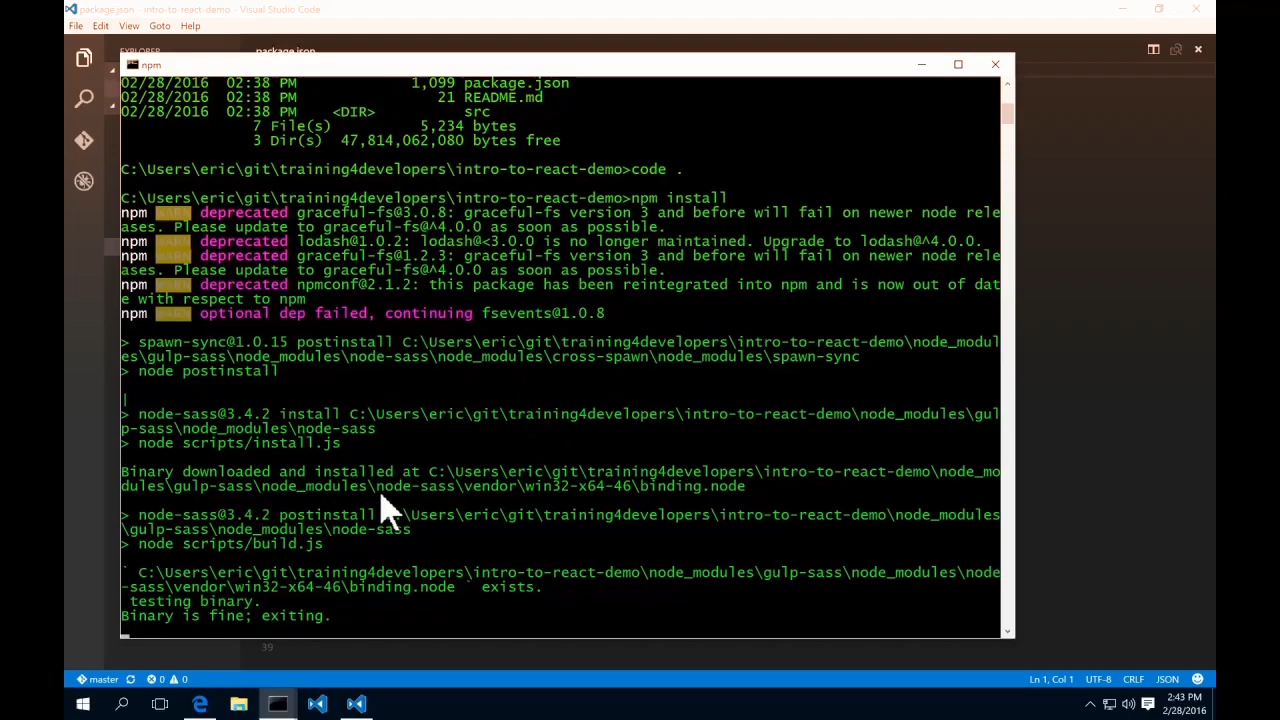 package.json - intro-to-react-demo - Visual Studio Code
File Edit View Goto Help
EXPLORER
package.json
npm
02/28/2016  02:38 PM             1,099 package.json
02/28/2016  02:38 PM                21 README.md
02/28/2016  02:38 PM    <DIR>          src
7 File(s)          5,234 bytes
3 Dir(s)  47,814,062,080 bytes free
C:\Users\eric\git\training4developers\intro-to-react-demo>code .
C:\Users\eric\git\training4developers\intro-to-react-demo>npm install
npm WARN deprecated graceful-fs@3.0.8: graceful-fs version 3 and before will fail on newer node rele
ases. Please update to graceful-fs@^4.0.0 as soon as possible.
npm WARN deprecated lodash@1.0.2: lodash@<3.0.0 is no longer maintained. Upgrade to lodash@^4.0.0.
npm WARN deprecated graceful-fs@1.2.3: graceful-fs version 3 and before will fail on newer node rele
ases. Please update to graceful-fs@^4.0.0 as soon as possible.
npm WARN deprecated npmconf@2.1.2: this package has been reintegrated into npm and is now out of dat
e with respect to npm
npm WARN optional dep failed, continuing fsevents@1.0.8
> spawn-sync@1.0.15 postinstall C:\Users\eric\git\training4developers\intro-to-react-demo\node_modul
es\gulp-sass\node_modules\node-sass\node_modules\cross-spawn\node_modules\spawn-sync
> node postinstall
|
> node-sass@3.4.2 install C:\Users\eric\git\training4developers\intro-to-react-demo\node_modules\gul
p-sass\node_modules\node-sass
> node scripts/install.js
Binary downloaded and installed at C:\Users\eric\git\training4developers\intro-to-react-demo\node_mo
dules\gulp-sass\node_modules\node-sass\vendor\win32-x64-46\binding.node
> node-sass@3.4.2 postinstall \Users\eric\git\training4developers\intro-to-react-demo\node_modules
\gulp-sass\node_modules\node-sass
> node scripts/build.js
` C:\Users\eric\git\training4developers\intro-to-react-demo\node_modules\gulp-sass\node_modules\node
-sass\vendor\win32-x64-46\binding.node ` exists.
testing binary.
Binary is fine; exiting.
39
master 0 0 Ln 1, Col 1 UTF-8 CRLF JSON
2:43 PM
2/28/2016